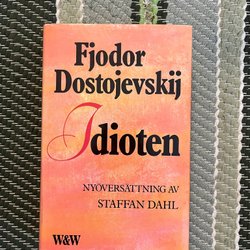 Fjodor
Dostojevskij
Idioten
NYÖVERSÄTTNING AV
STAFFAN DAHL
W&W